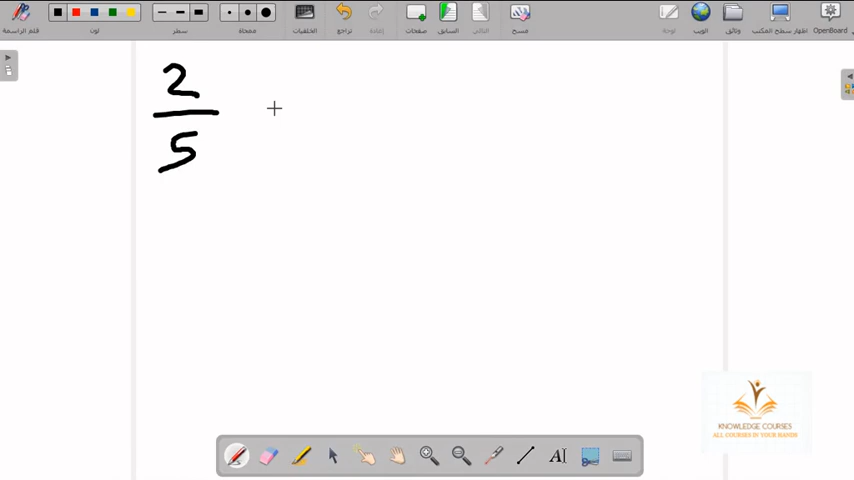 قلم الراسمة
لون
سطر
ممحاة
الخلفيات
تراجع
إعادة
صفحات
السابق
التالي
مسح
لوحة
الويب
وثائق
اظهار سطح المكتب
OpenBoard
2
5
AI
KNOWLEDGE COURSES
ALL COURSES IN YOUR HANDS